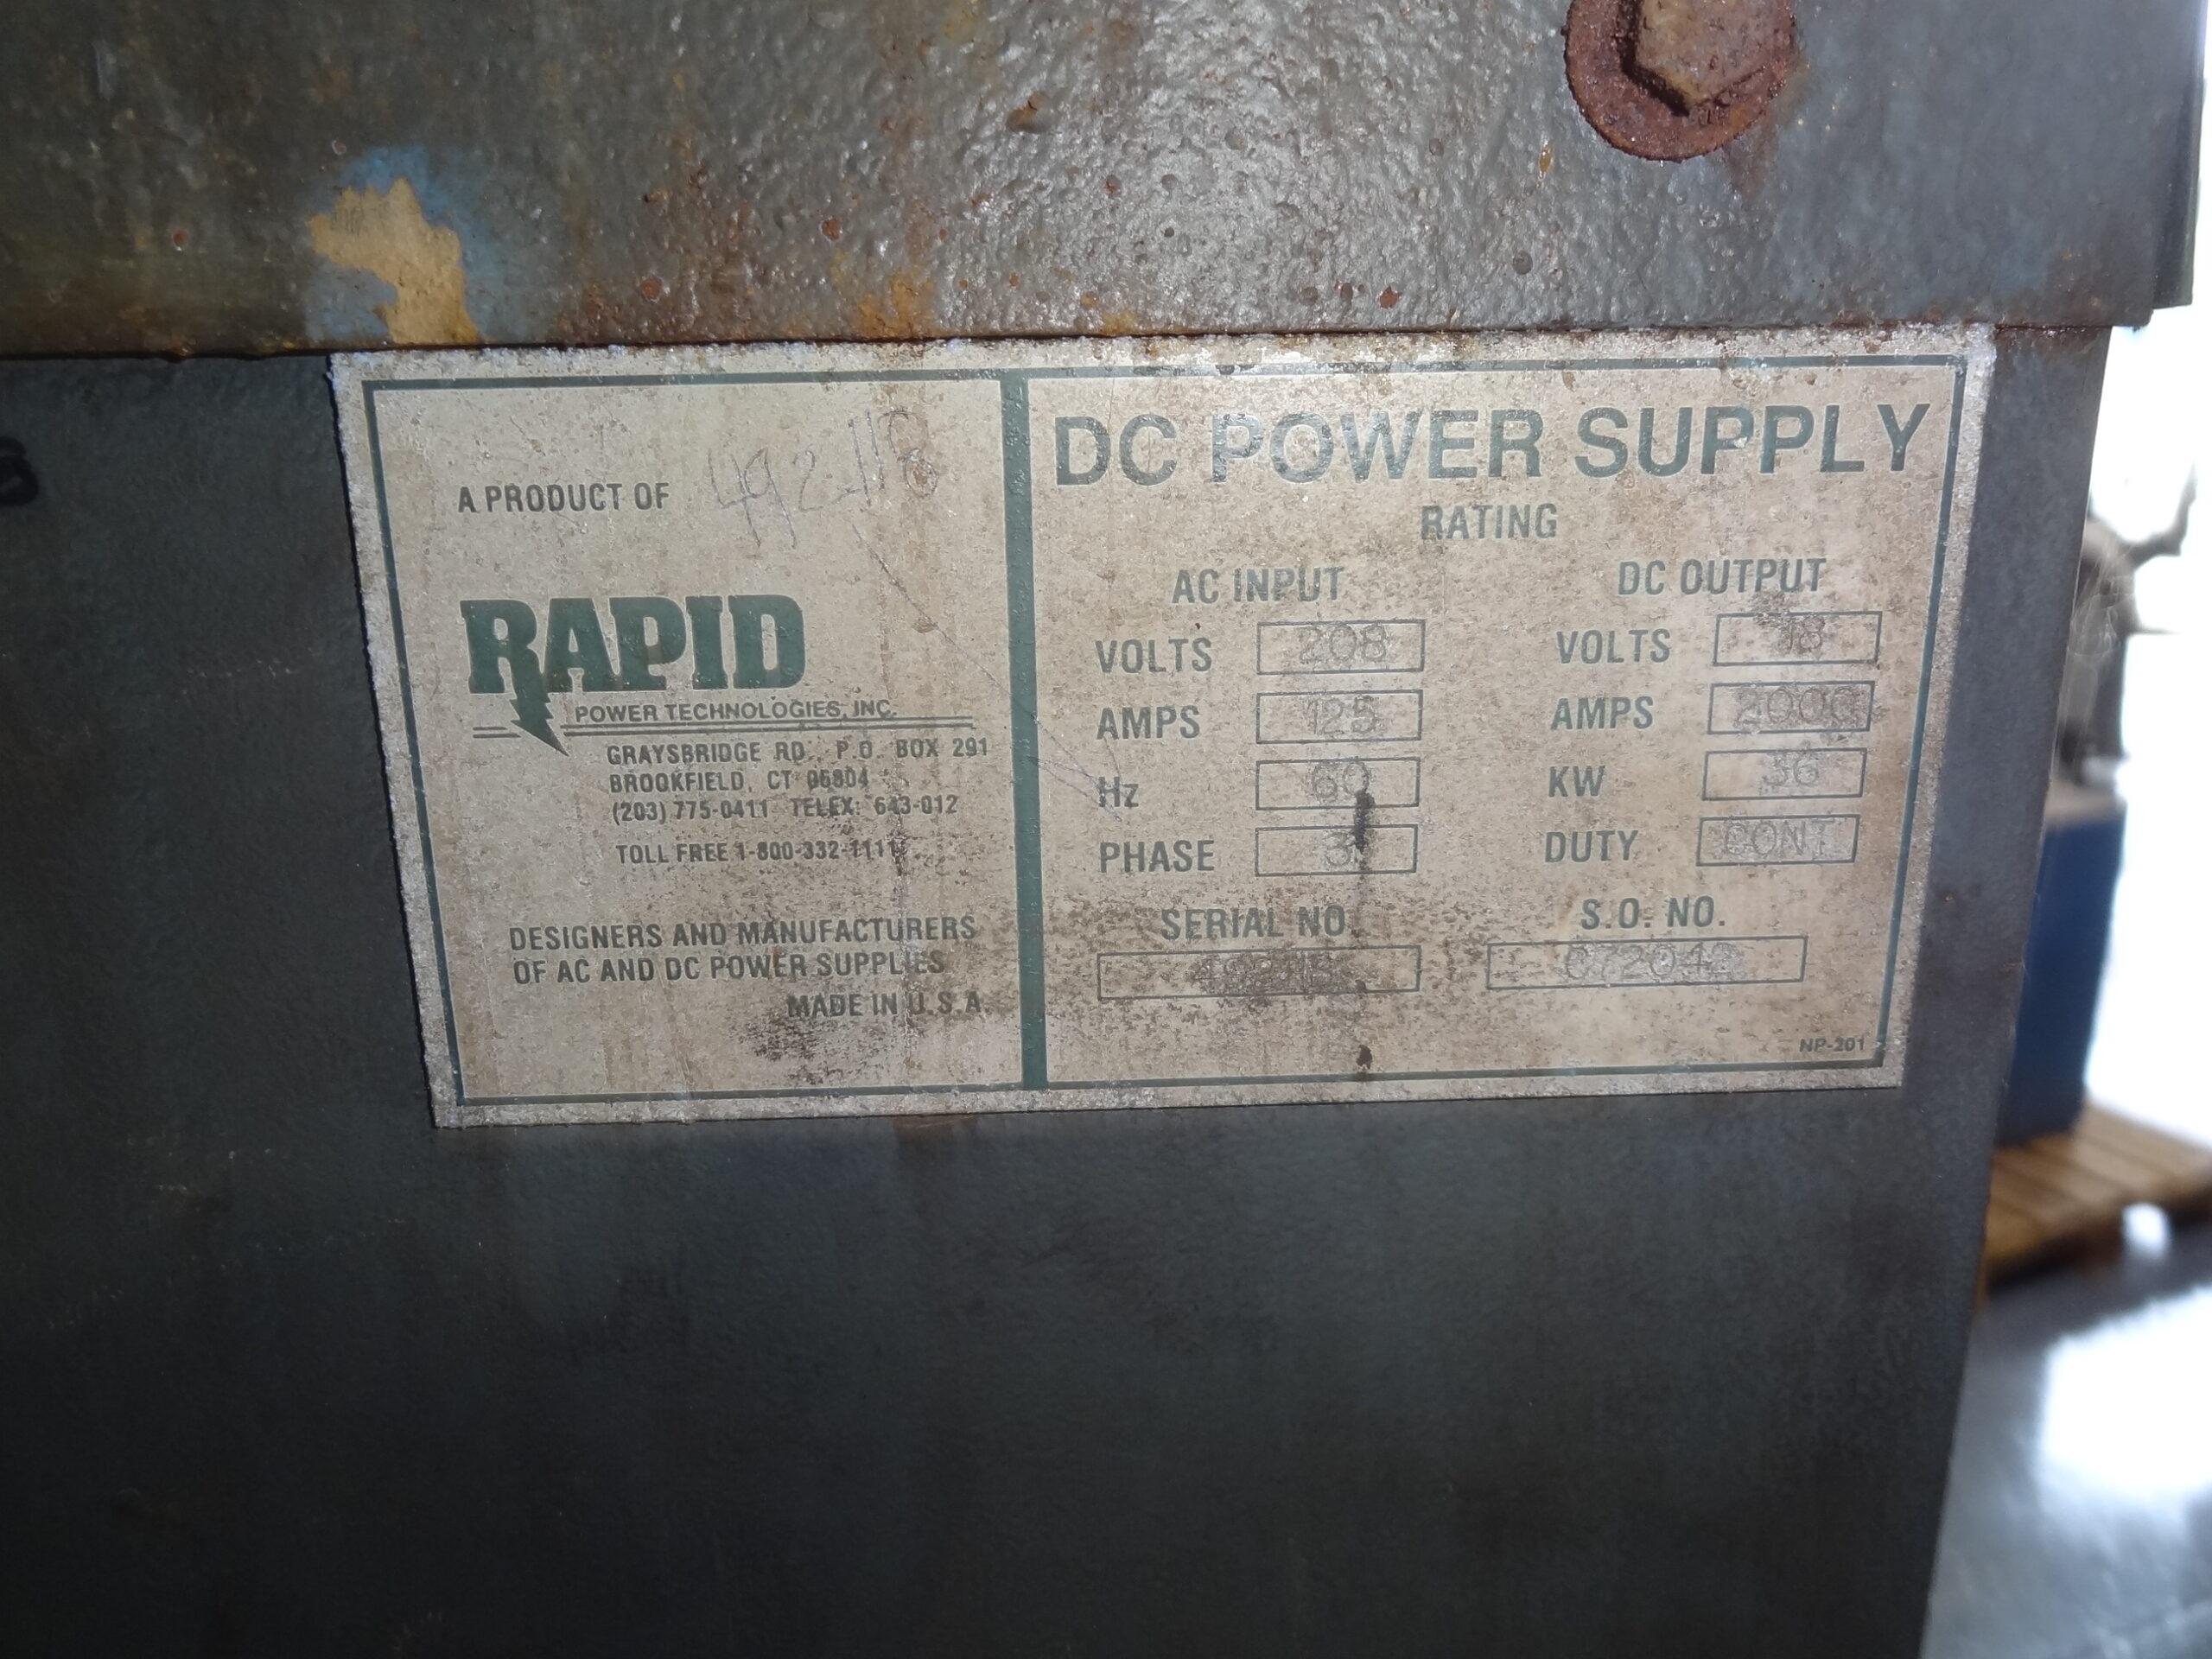 A PRODUCT OF
492118
RAPID
POWER TECHNOLOGIES, INC.
GRAYSBRIDGE RD. P.O. BOX 291
BROOKFIELD, CT 06804
(203) 775-0411 TELEX: 643-012
TOLL FREE 1-800-332-1111
DESIGNERS AND MANUFACTURERS
OF AC AND DC POWER SUPPLIES
MADE IN U.S.A.
DC POWER SUPPLY
RATING
AC INPUT
VOLTS 208
AMPS 125
Hz 60
PHASE 3
SERIAL NO.
DC OUTPUT
VOLTS 18
AMPS 2000
KW 36
DUTY CONT
S.O. NO.
NP-201